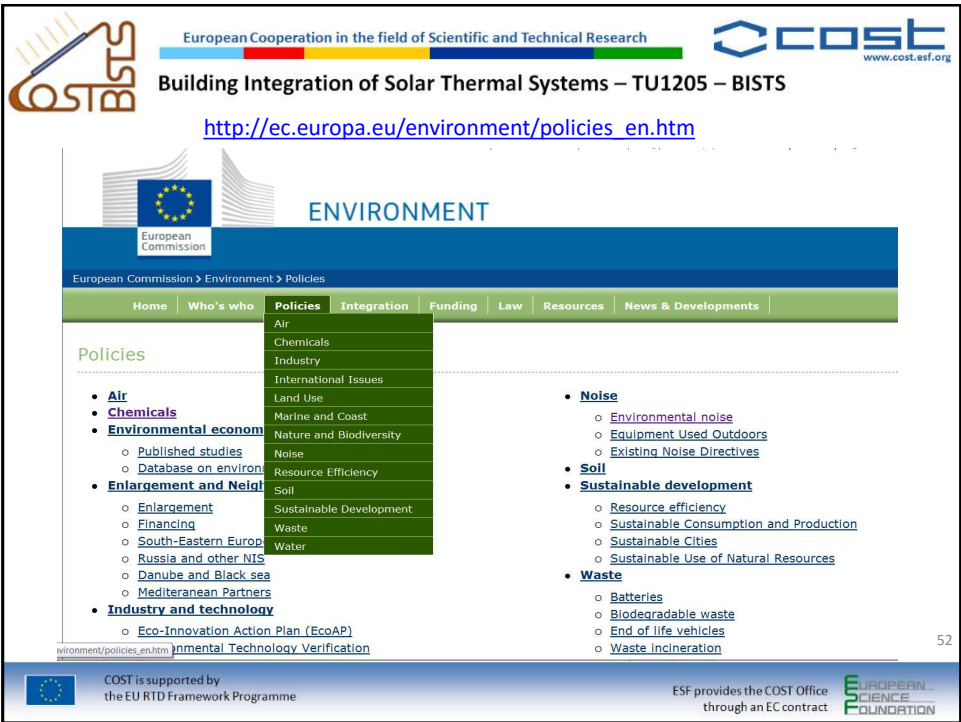 European Cooperation in the field of Scientific and Technical Research
cost
www.cost.esf.org
COST BISTS
Building Integration of Solar Thermal Systems – TU1205 – BISTS
http://ec.europa.eu/environment/policies_en.htm
European
Commission
ENVIRONMENT
European Commission > Environment > Policies
Home Who's who Policies Integration Funding Law Resources News & Developments
Air
Chemicals
Industry
International Issues
Land Use
Marine and Coast
Nature and Biodiversity
Noise
Resource Efficiency
Soil
Sustainable Development
Waste
Water
Policies
• Air
• Chemicals
• Environmental econom
o Published studies
o Database on environ
• Enlargement and Neigh
o Enlargement
o Financing
o South-Eastern Europ
o Russia and other NIS
o Danube and Black sea
o Mediteranean Partners
• Industry and technology
o Eco-Innovation Action Plan (EcoAP)
nmental Technology Verification
vironment/policies_en.htm
• Noise
o Environmental noise
o Equipment Used Outdoors
o Existing Noise Directives
• Soil
• Sustainable development
o Resource efficiency
o Sustainable Consumption and Production
o Sustainable Cities
o Sustainable Use of Natural Resources
• Waste
o Batteries
o Biodegradable waste
o End of life vehicles
o Waste incineration
52
COST is supported by
the EU RTD Framework Programme
ESF provides the COST Office
through an EC contract
EUROPEAN
SCIENCE
FOUNDATION